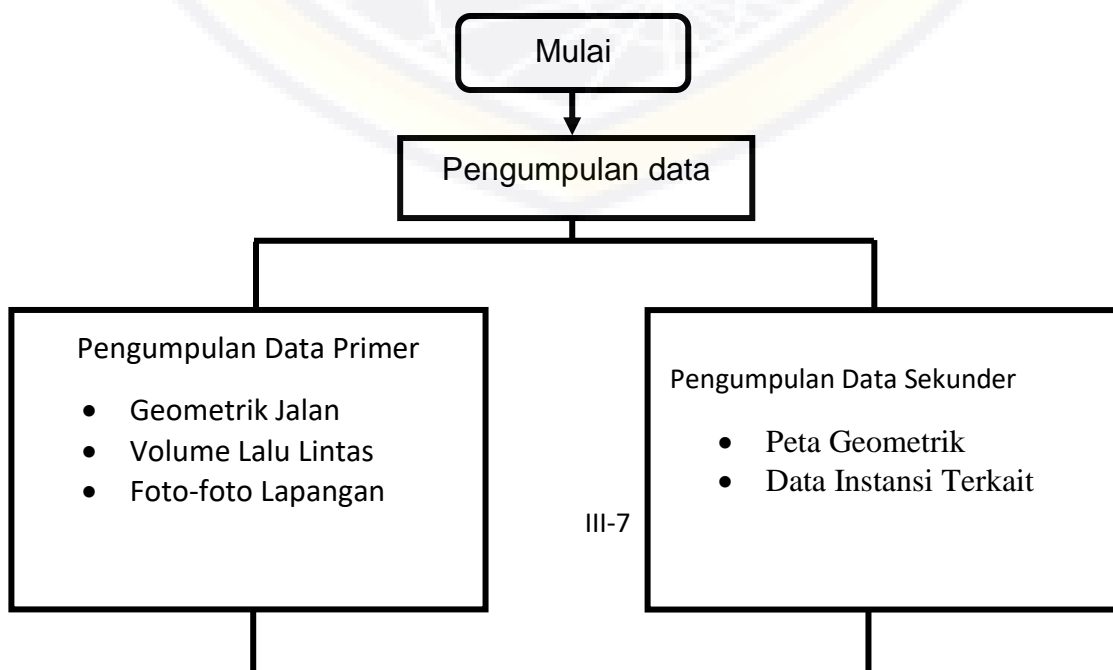 Mulai
Pengumpulan data
Pengumpulan Data Primer
• Geometrik Jalan
• Volume Lalu Lintas
• Foto-foto Lapangan
Pengumpulan Data Sekunder
• Peta Geometrik
• Data Instansi Terkait
III-7